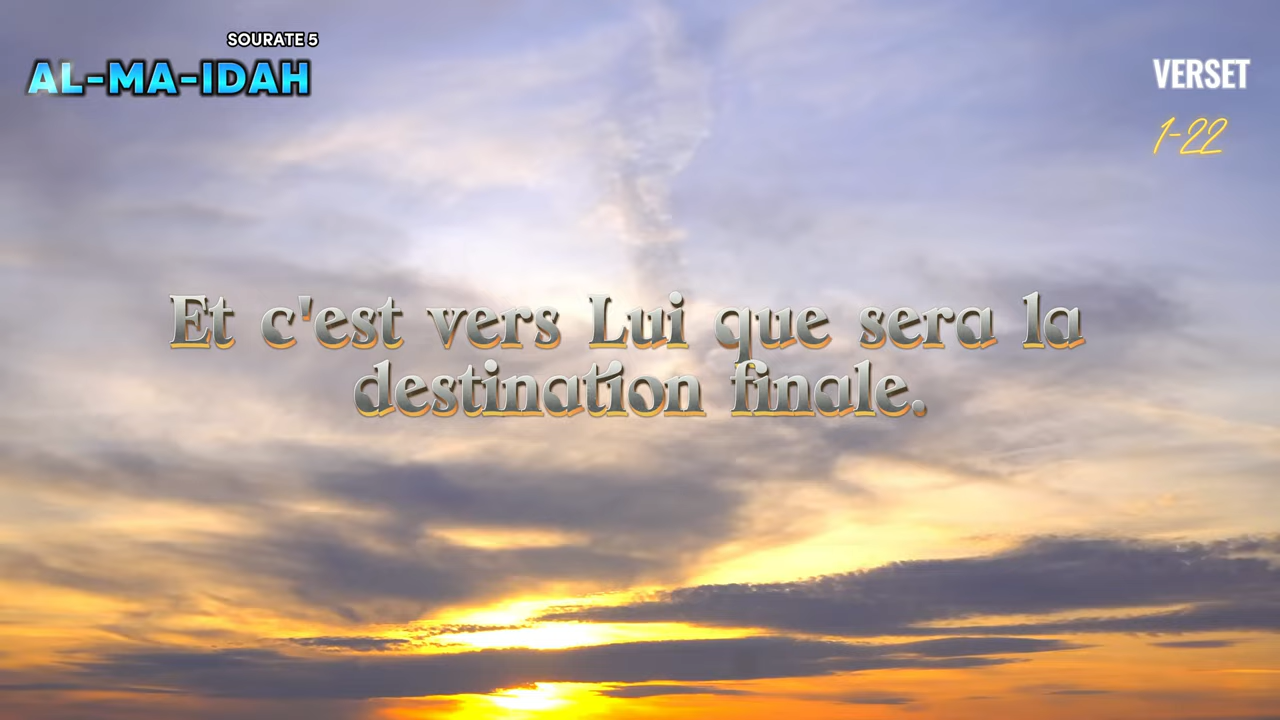 SOURATE 5
AL-MA-IDAH
VERSET
1-22
Et c'est vers Lui que sera la
destination finale.